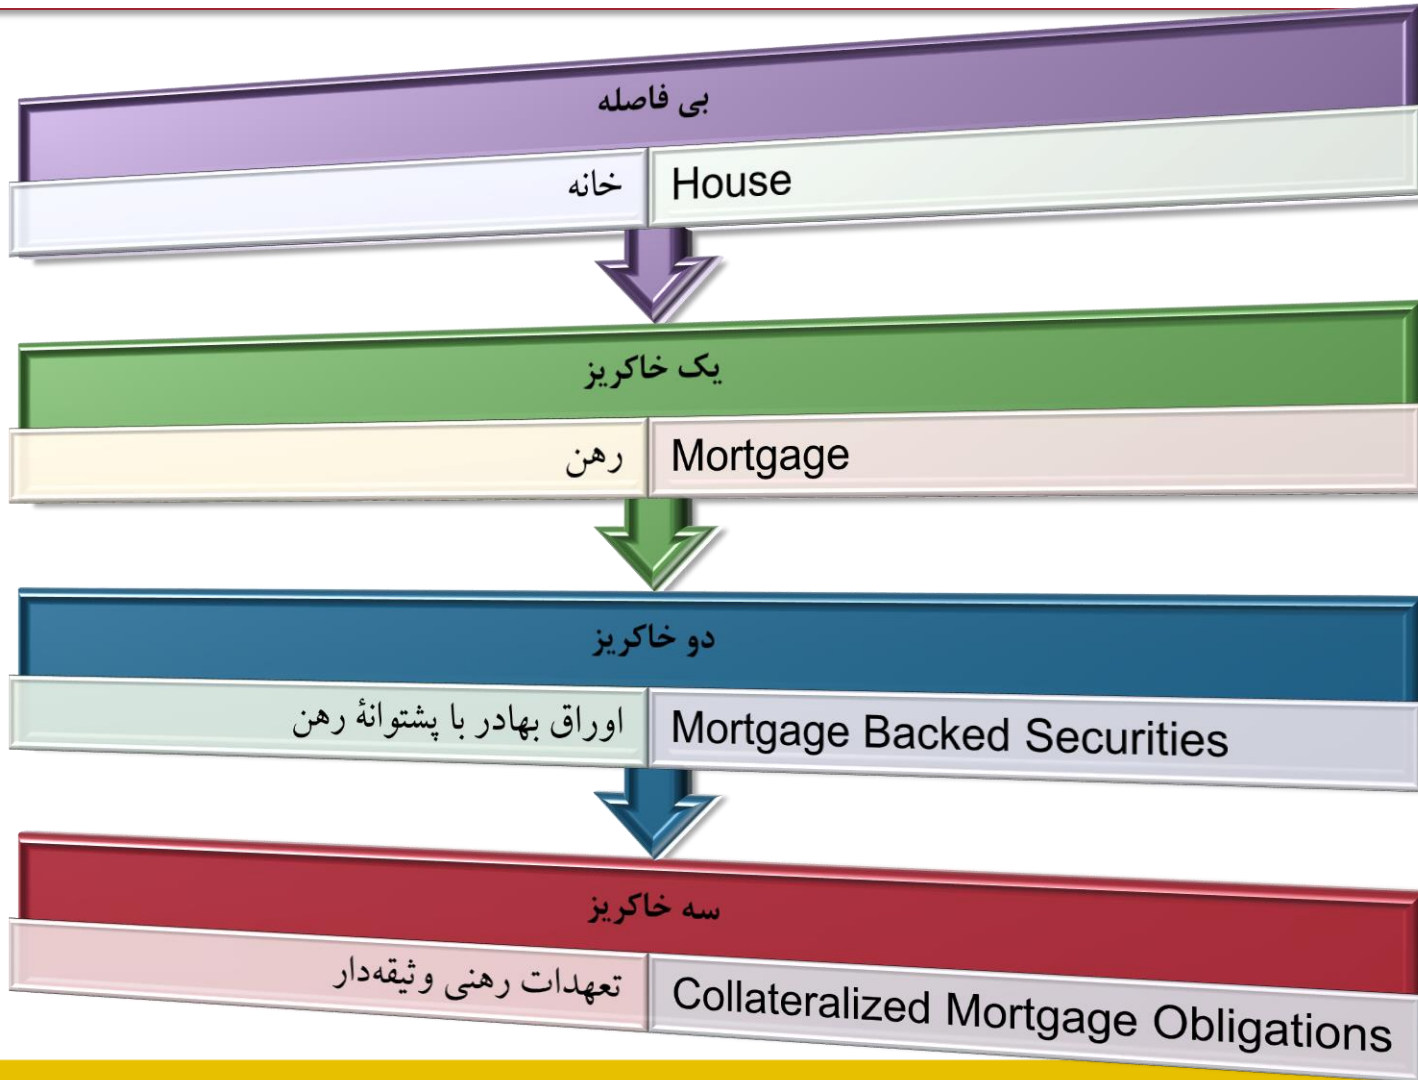 بی فاصله
خانه
House
یک خاکریز
رهن
Mortgage
دو خاکریز
اوراق بهادر با پشتوانۀ رهن
Mortgage Backed Securities
سه خاکریز
تعهدات رهنی وثیقه‌دار
Collateralized Mortgage Obligations